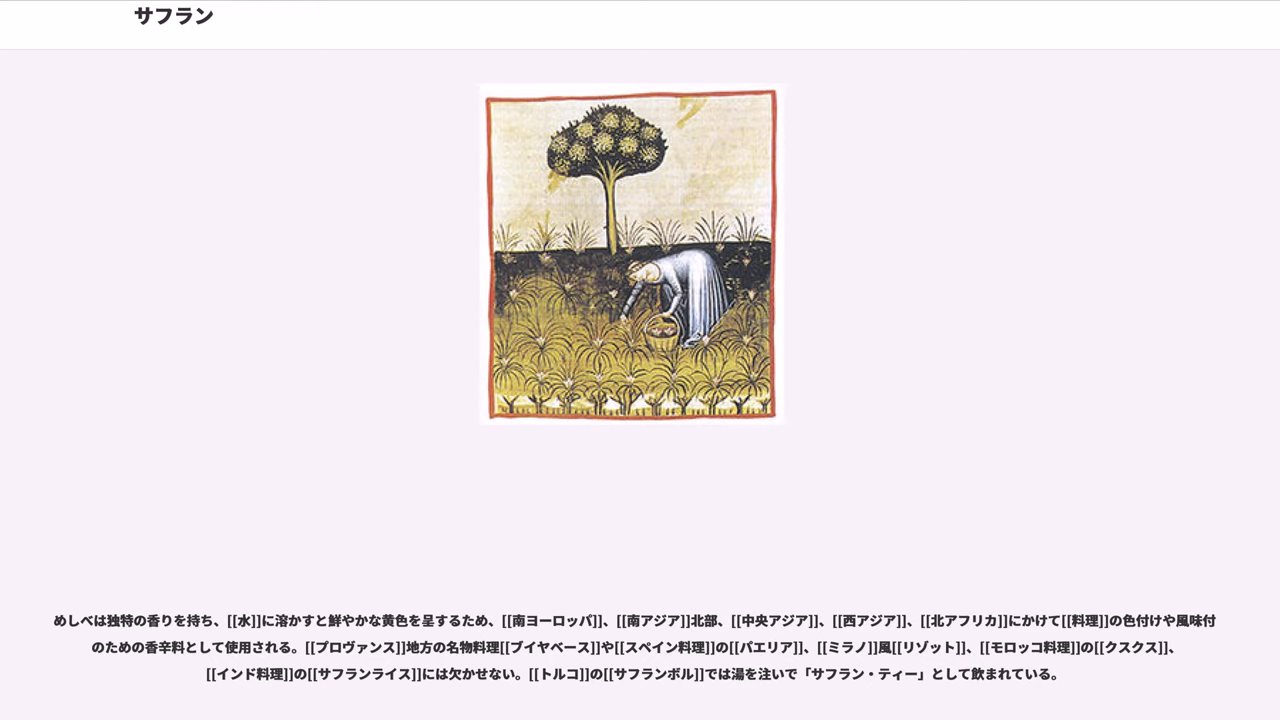 サフラン
めしべは独特の香りを持ち、[[水]]に溶かすと鮮やかな黄色を呈するため、[[南ヨーロッパ]]、[[南アジア]]北部、[[中央アジア]]、[[西アジア]]、[[北アフリカ]]にかけて[[料理]]の色付けや風味付
のための香辛料として使用される。[[プロヴァンス]]地方の名物料理[[ブイヤベース]]や[[スペイン料理]]の[[パエリア]]、[[ミラノ]]風[[リゾット]]、[[モロッコ料理]]の[[クスクス]]、
[[インド料理]]の[[サフランライス]]には欠かせない。[[トルコ]]の[[サフランボル]]では湯を注いで「サフラン・ティー」として飲まれている。